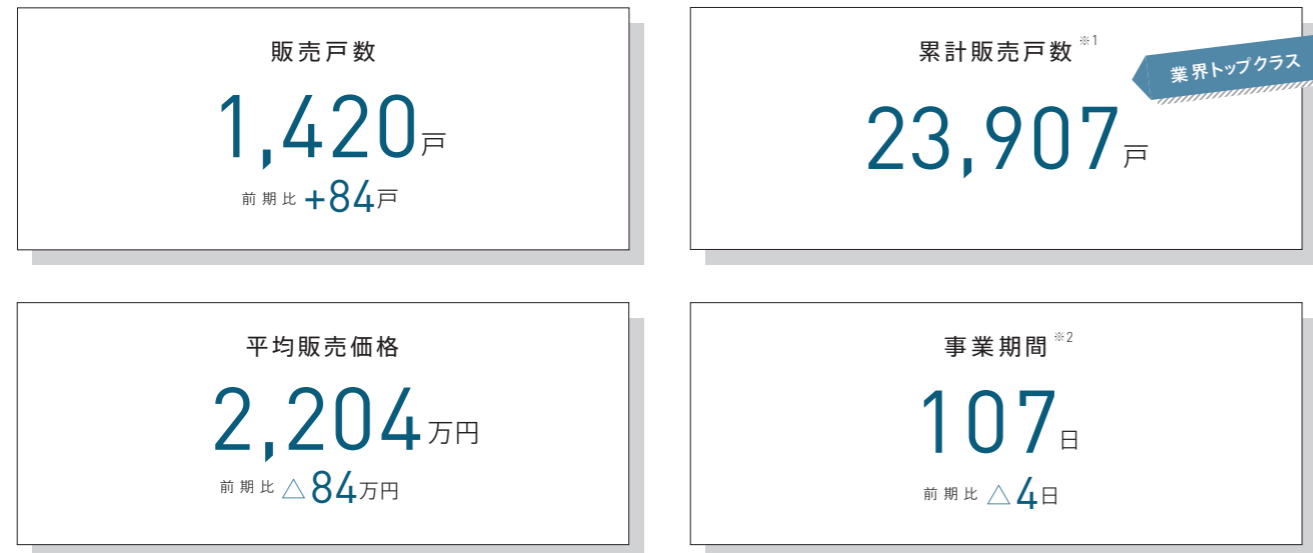 販売戸数
1,420戸
前期比 +84戸
累計販売戸数 ※1
業界トップクラス
23,907戸
平均販売価格
2,204万円
前期比 △84万円
事業期間 ※2
107日
前期比 △4日